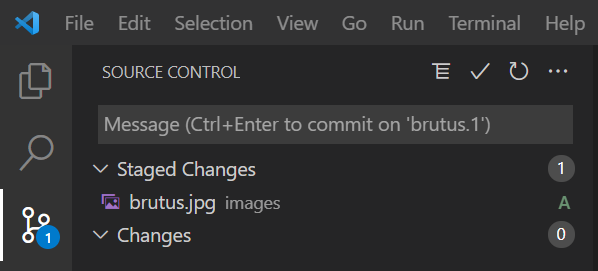 File Edit Selection View Go Run Terminal Help
SOURCE CONTROL
Message (Ctrl+Enter to commit on 'brutus.1')
Staged Changes 1
brutus.jpg images A
1
Changes 0